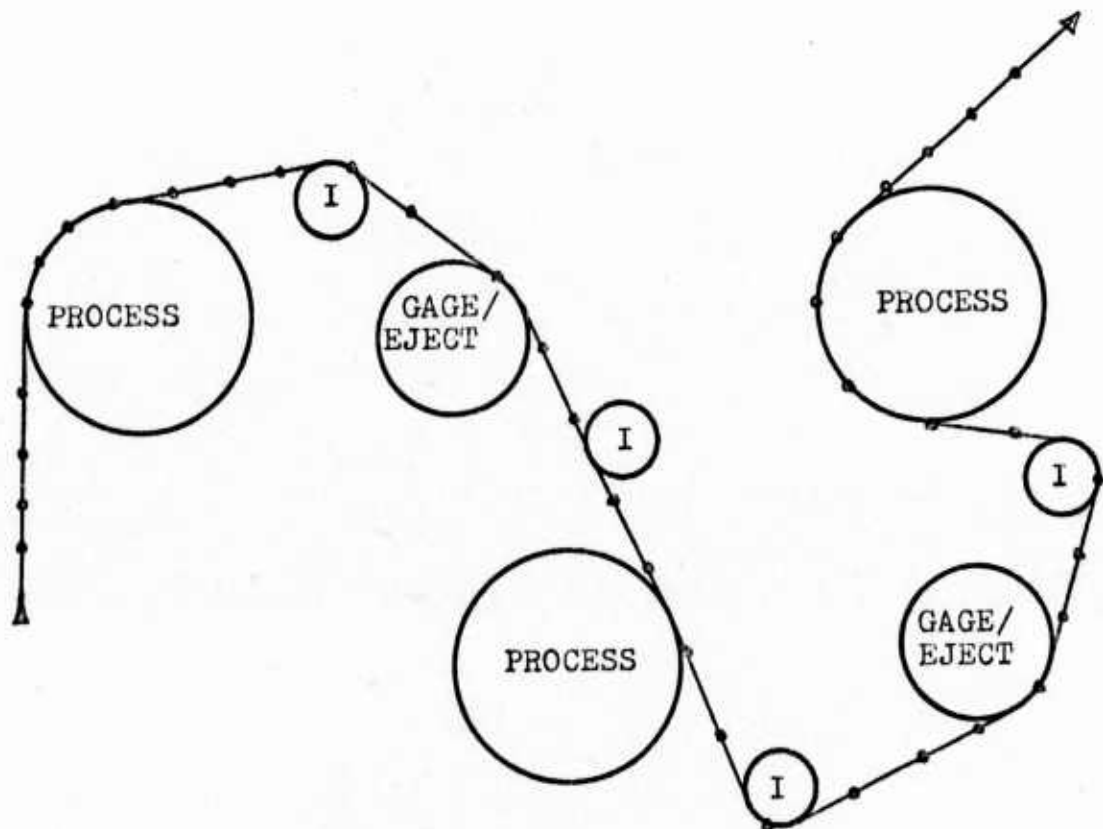 I
PROCESS
GAGE/
EJECT
I
PROCESS
I
GAGE/
EJECT
I
PROCESS